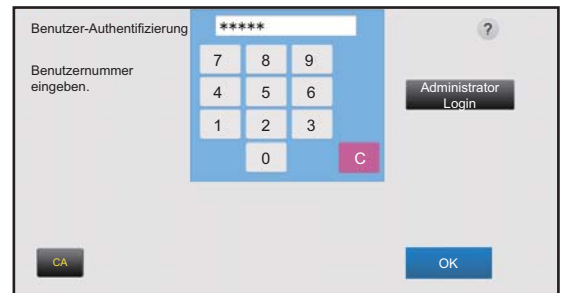 Benutzer-Authentifizierung
*****
?
Benutzernummer
eingeben.
7 8 9
4 5 6
1 2 3
0 C
Administrator
Login
CA
OK